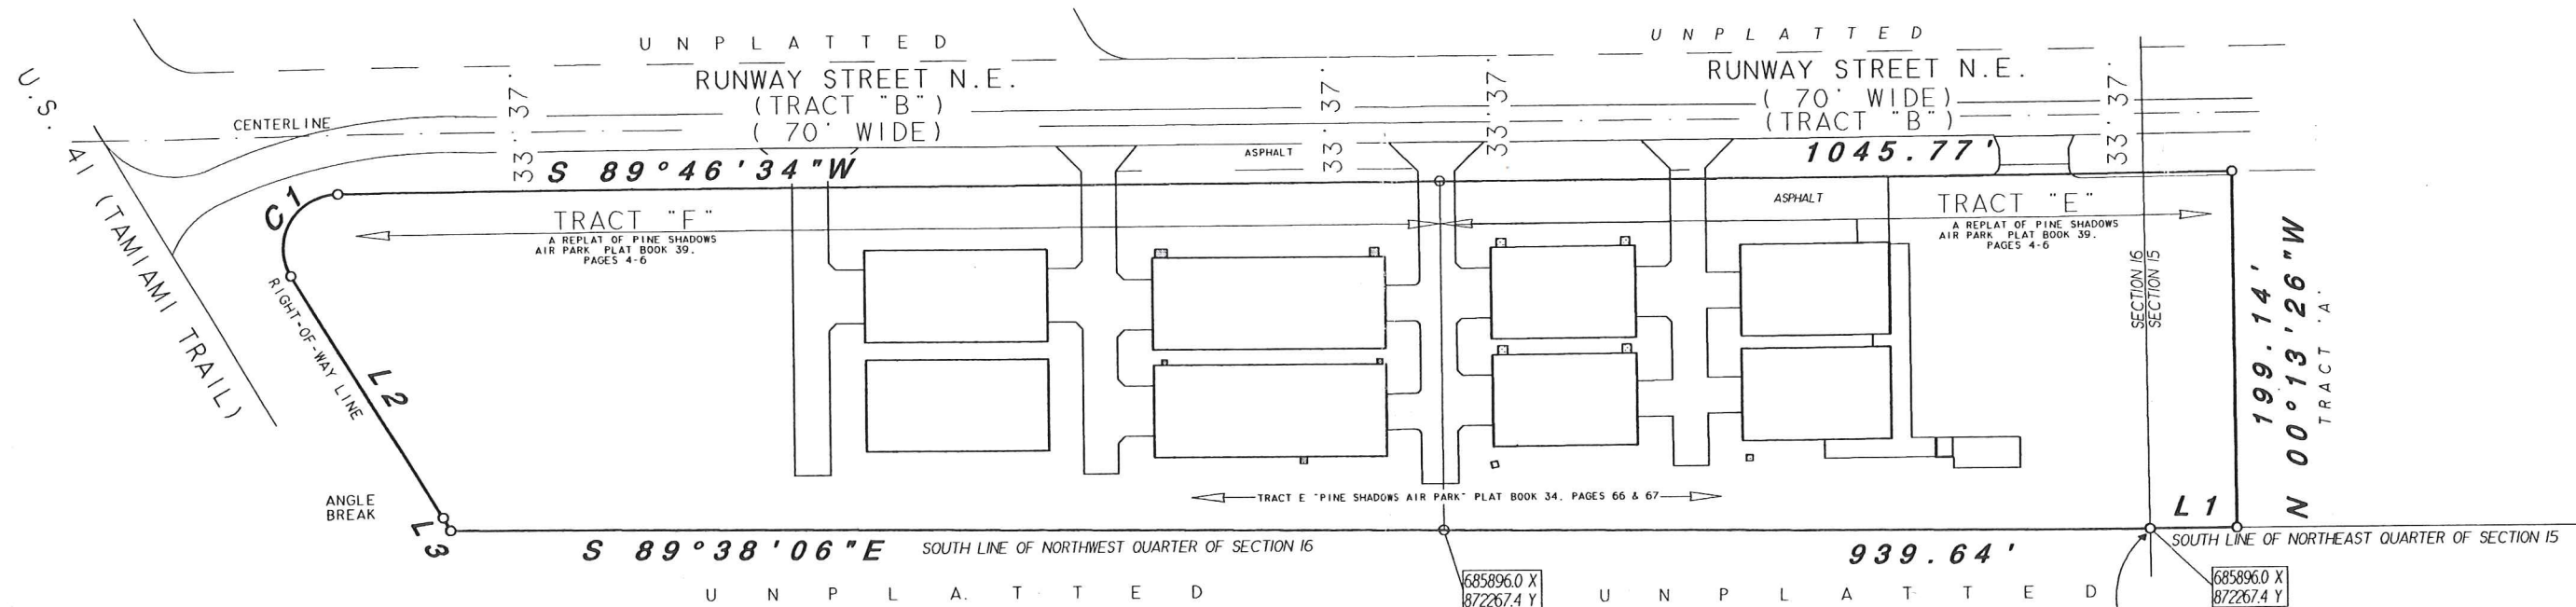 UNPLATTED
UNPLATTED
RUNWAY STREET N.E.
(TRACT "B")
( 70' WIDE)
RUNWAY STREET N.E.
( 70' WIDE)
(TRACT "B")
U.S. 41 (TAMIAMI TRAIL)
CENTERLINE
37'
33'
37'
33'
37'
33'
37'
33'
S 89°46'34"W
ASPHALT
1045.77'
C1
TRACT "F"
A REPLAT OF PINE SHADOWS
AIR PARK PLAT BOOK 39,
PAGES 4-6
ASPHALT
TRACT "E"
A REPLAT OF PINE SHADOWS
AIR PARK PLAT BOOK 39,
PAGES 4-6
SECTION 16
SECTION 15
199.14'
N 00°13'26"W
TRACT 'A'
RIGHT-OF-WAY LINE
L2
ANGLE
BREAK
L3
TRACT E "PINE SHADOWS AIR PARK" PLAT BOOK 34, PAGES 66 & 67
L1
S 89°38'06"E
SOUTH LINE OF NORTHWEST QUARTER OF SECTION 16
939.64'
SOUTH LINE OF NORTHEAST QUARTER OF SECTION 15
UNPLA.TTED
685896.0 X
872267.4 Y
UNPLATTED
685896.0 X
872267.4 Y